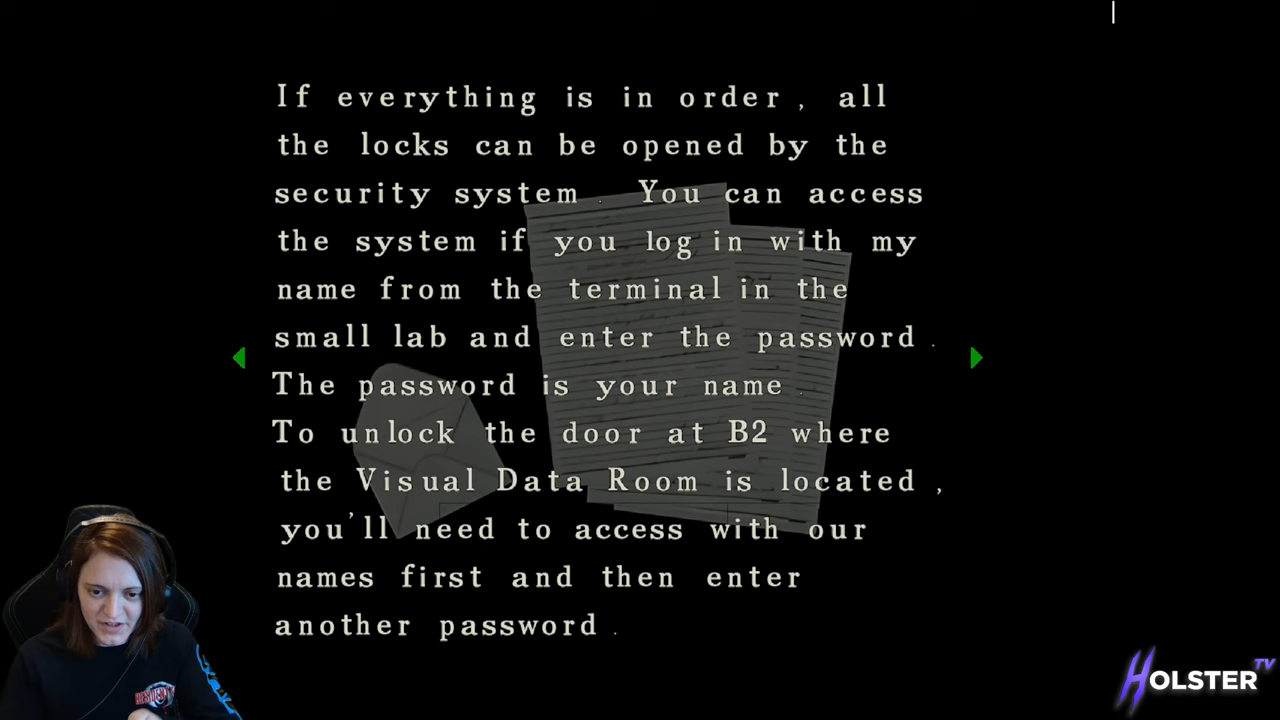 If everything is in order, all
the locks can be opened by the
security system. You can access
the system if you log in with my
name from the terminal in the
small lab and enter the password.
The password is your name.
To unlock the door at B2 where
the Visual Data Room is located,
you'll need to access with our
names first and then enter
another password.
HOLSTER TV